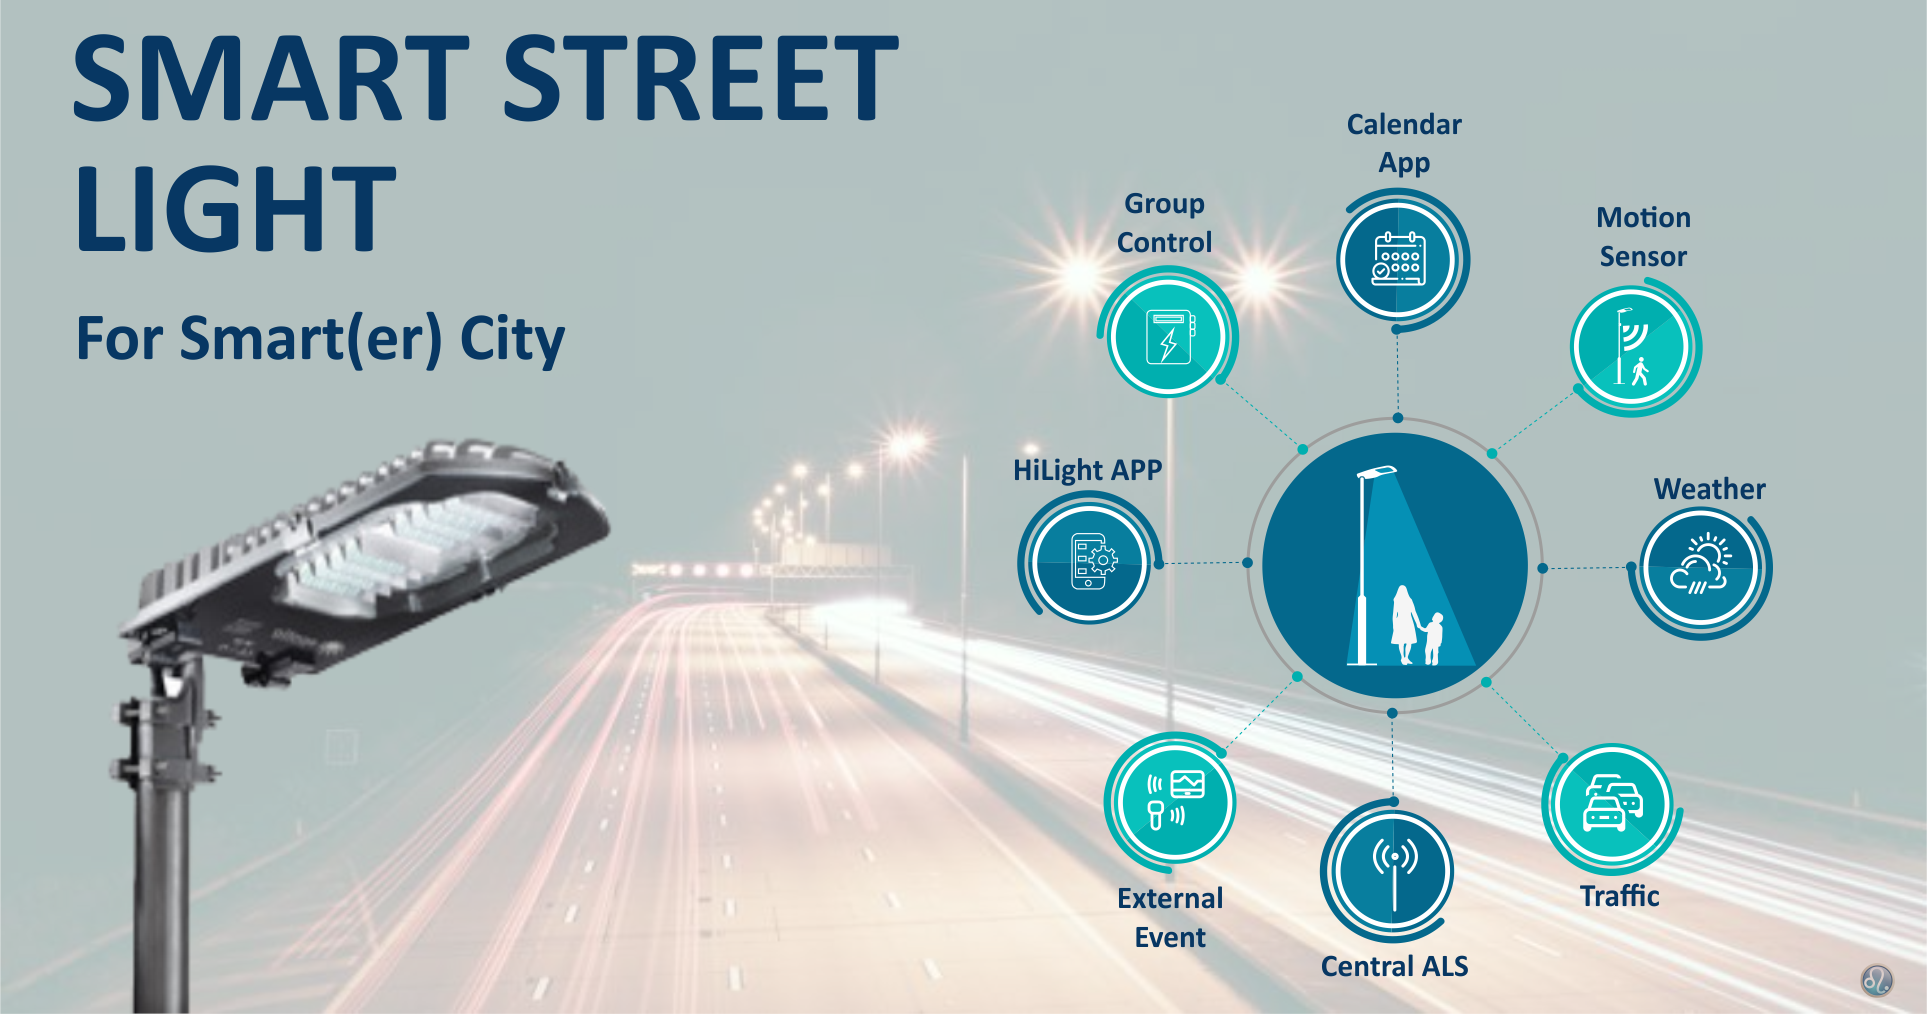 SMART STREET
LIGHT
For Smart(er) City
Calendar
App
Group
Control
Motion
Sensor
HiLight APP
Weather
External
Event
Traffic
Central ALS